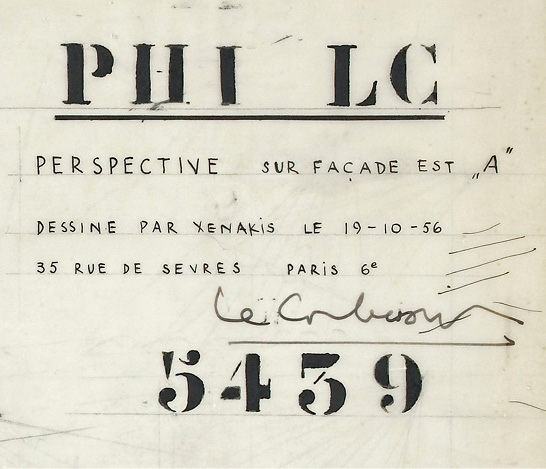 PHI LC
PERSPECTIVE SUR FAÇADE EST „A”
DESSINE PAR XENAKIS LE 19-10-56
35 RUE DE SEVRES PARIS 6e
Le Corbusier
5439